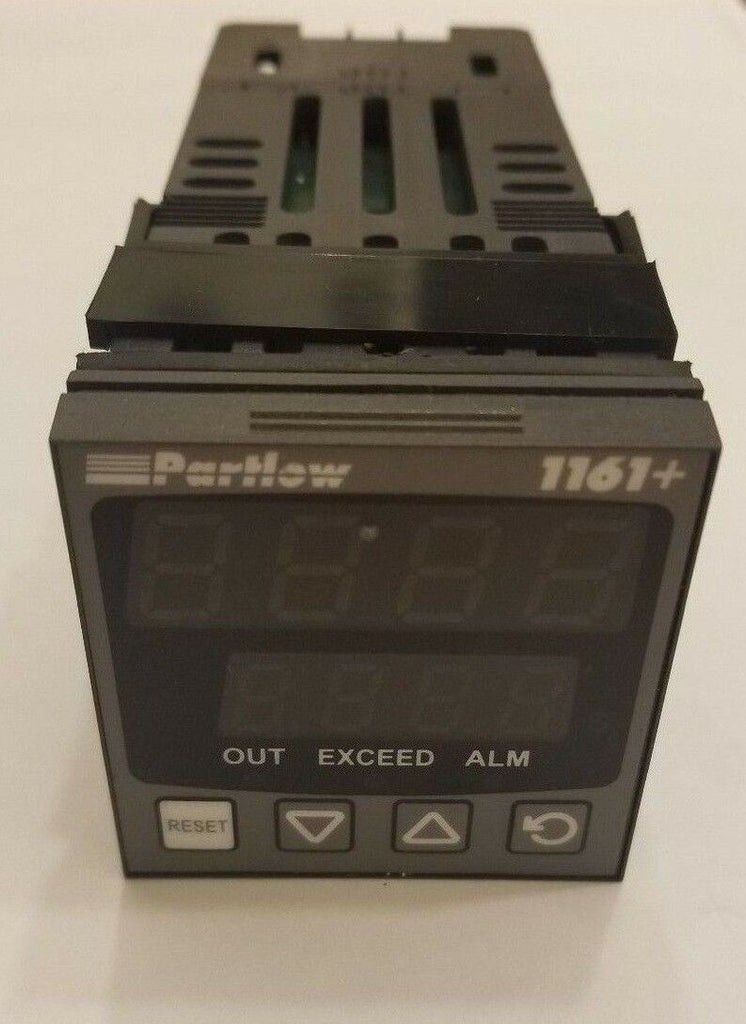 Partlow 1161+
OUT EXCEED ALM
RESET